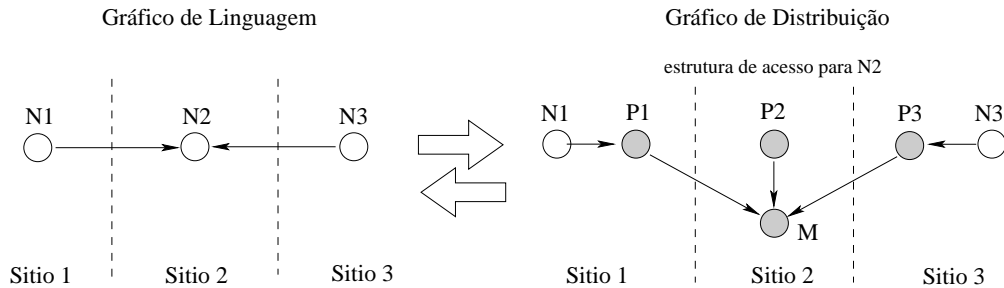 Gráfico de Linguagem
Gráfico de Distribuição
estrutura de acesso para N2
N1
N2
N3
N1
P1
P2
P3
N3
M
Sitio 1
Sitio 2
Sitio 3
Sitio 1
Sitio 2
Sitio 3